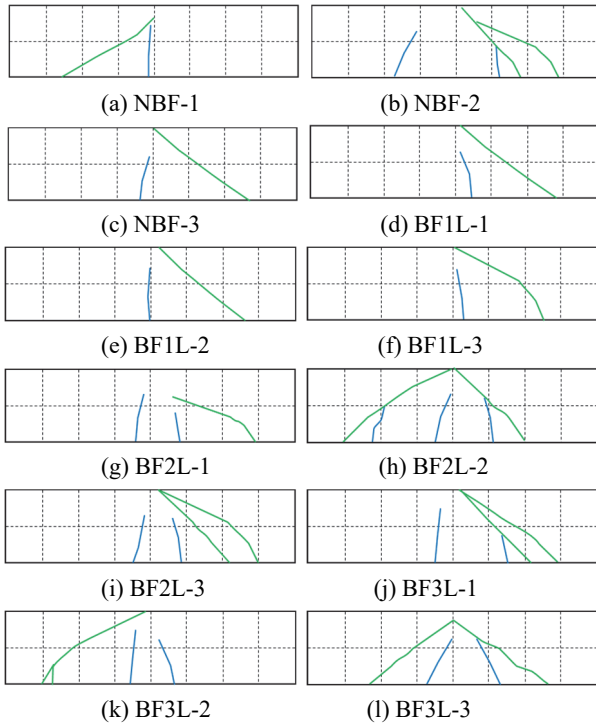 (a) NBF-1
(b) NBF-2
(c) NBF-3
(d) BF1L-1
(e) BF1L-2
(f) BF1L-3
(g) BF2L-1
(h) BF2L-2
(i) BF2L-3
(j) BF3L-1
(k) BF3L-2
(l) BF3L-3